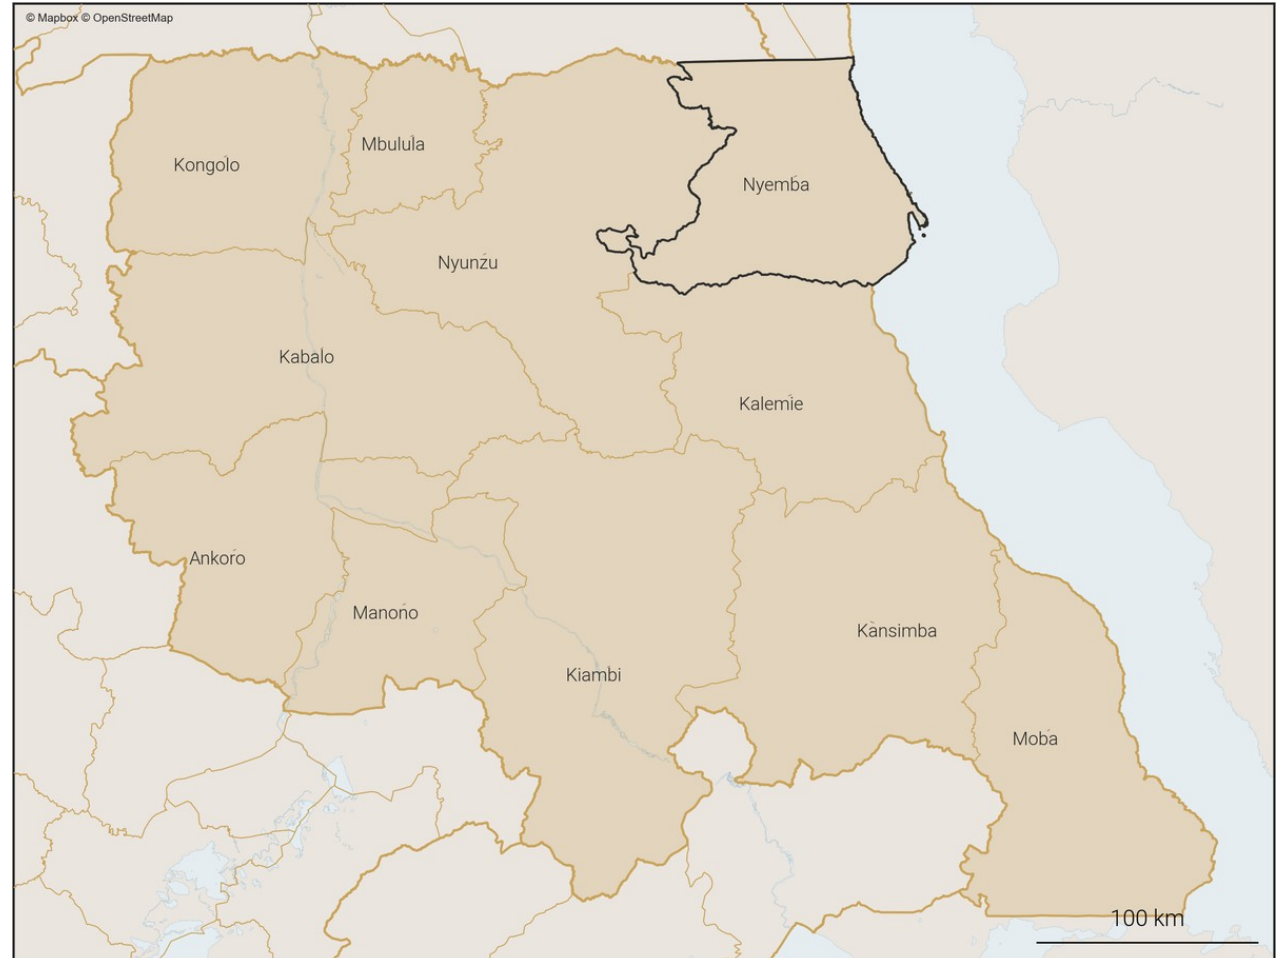 © Mapbox © OpenStreetMap
Mbulula
Kongolo
Nyemba
Nyunzu
Kabalo
Kalemie
Ankoro
Manono
Kansimba
Kiambi
Moba
100 km